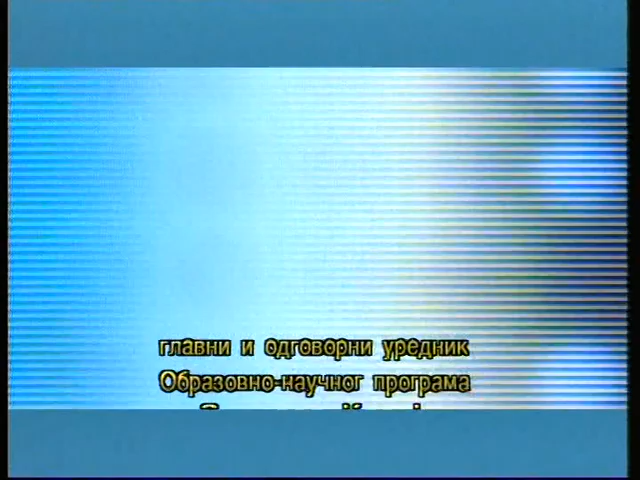 главни и одговорни уредник
Образовно-научног програма